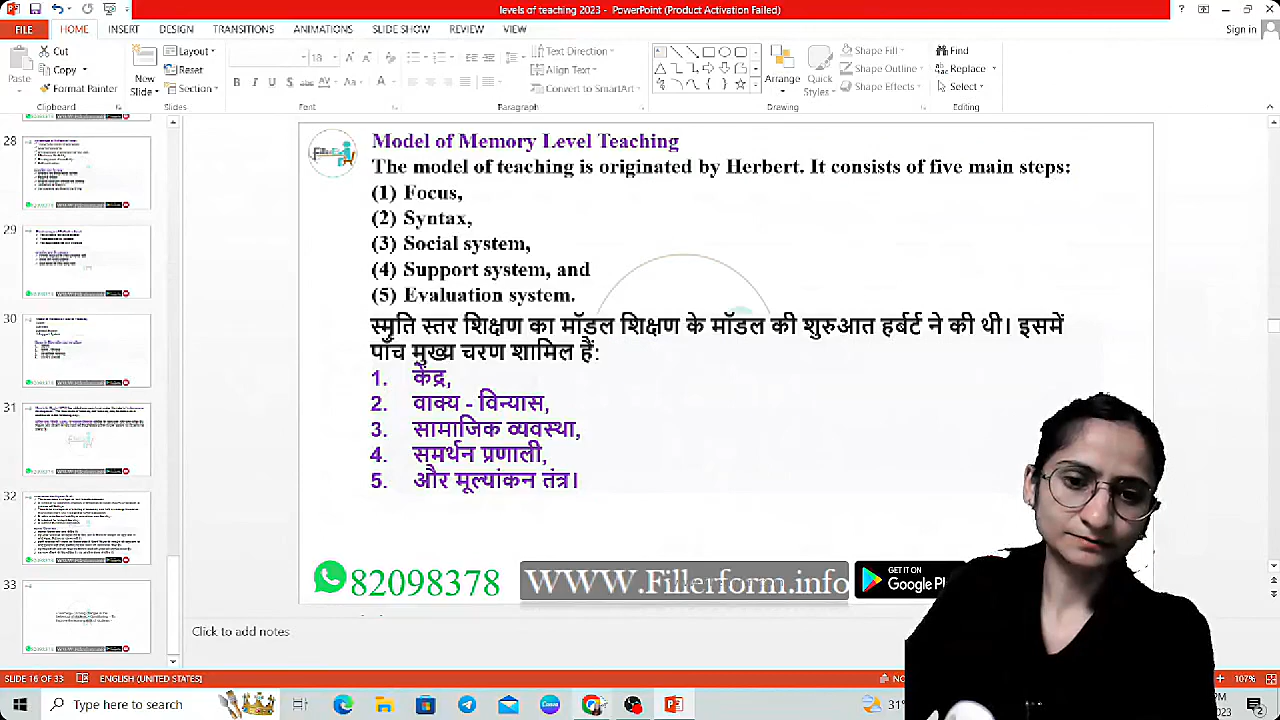 levels of teaching 2023 - PowerPoint (Product Activation Failed)
Sign in
FILE HOME INSERT DESIGN TRANSITIONS ANIMATIONS SLIDE SHOW REVIEW VIEW
Cut
Copy
Format Painter
Paste
Clipboard
New
Slide
Layout
Reset
Section
Slides
18
Font
Text Direction
Align Text
Convert to SmartArt
Paragraph
Arrange
Quick
Styles
Shape Fill
Shape Outline
Shape Effects
Drawing
Find
Replace
Select
Editing
28
29
30
31
32
33
Model of Memory Level Teaching
The model of teaching is originated by Herbert. It consists of five main steps:
(1) Focus,
(2) Syntax,
(3) Social system,
(4) Support system, and
(5) Evaluation system.
स्मृति स्तर शिक्षण का मॉडल शिक्षण के मॉडल की शुरुआत हर्बर्ट ने की थी। इसमें
पाँच मुख्य चरण शामिल हैं:
1. केंद्र,
2. वाक्य - विन्यास,
3. सामाजिक व्यवस्था,
4. समर्थन प्रणाली,
5. और मूल्यांकन तंत्र।
82098378
WWW.Fillerform.info
GET IT ON
Google Pl
Click to add notes
SLIDE 16 OF 33
ENGLISH (UNITED STATES)
107%
Type here to search